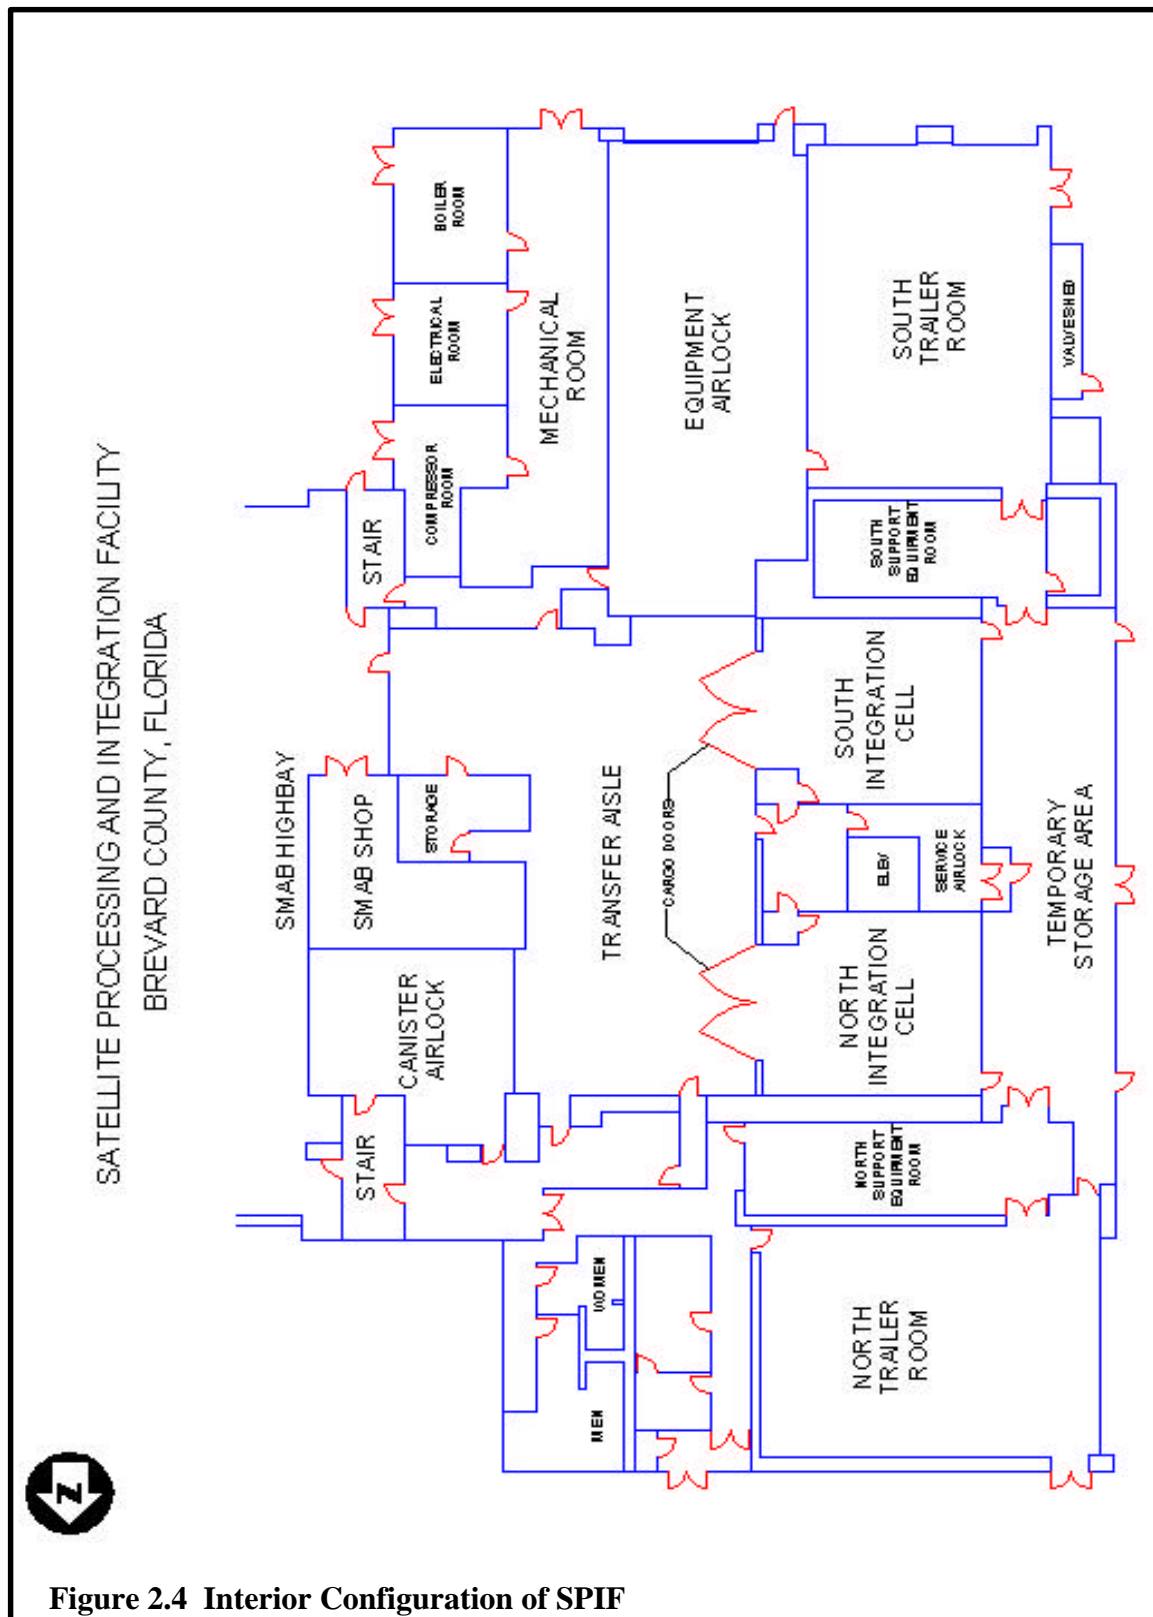 SATELLITE PROCESSING AND INTEGRATION FACILITY
BREVARD COUNTY, FLORIDA
SMAB HIGHBAY
STAIR
CANISTER
AIRLOCK
SMAB SHOP
STORAGE
STAIR
COMPRESSOR
ROOM
ELECTRICAL
ROOM
BOILER
ROOM
MECHANICAL
ROOM
TRANSFER AISLE
EQUIPMENT
AIRLOCK
CARGO DOORS
MEN
WOMEN
NORTH
TRAILER
ROOM
NORTH
SUPPORT
EQUIPMENT
ROOM
NORTH
INTEGRATION
CELL
ELEV
SERVICE
AIRLOCK
SOUTH
INTEGRATION
CELL
SOUTH
SUPPORT
EQUIPMENT
ROOM
SOUTH
TRAILER
ROOM
VALVESHED
TEMPORARY
STORAGE AREA
N
Figure 2.4 Interior Configuration of SPIF